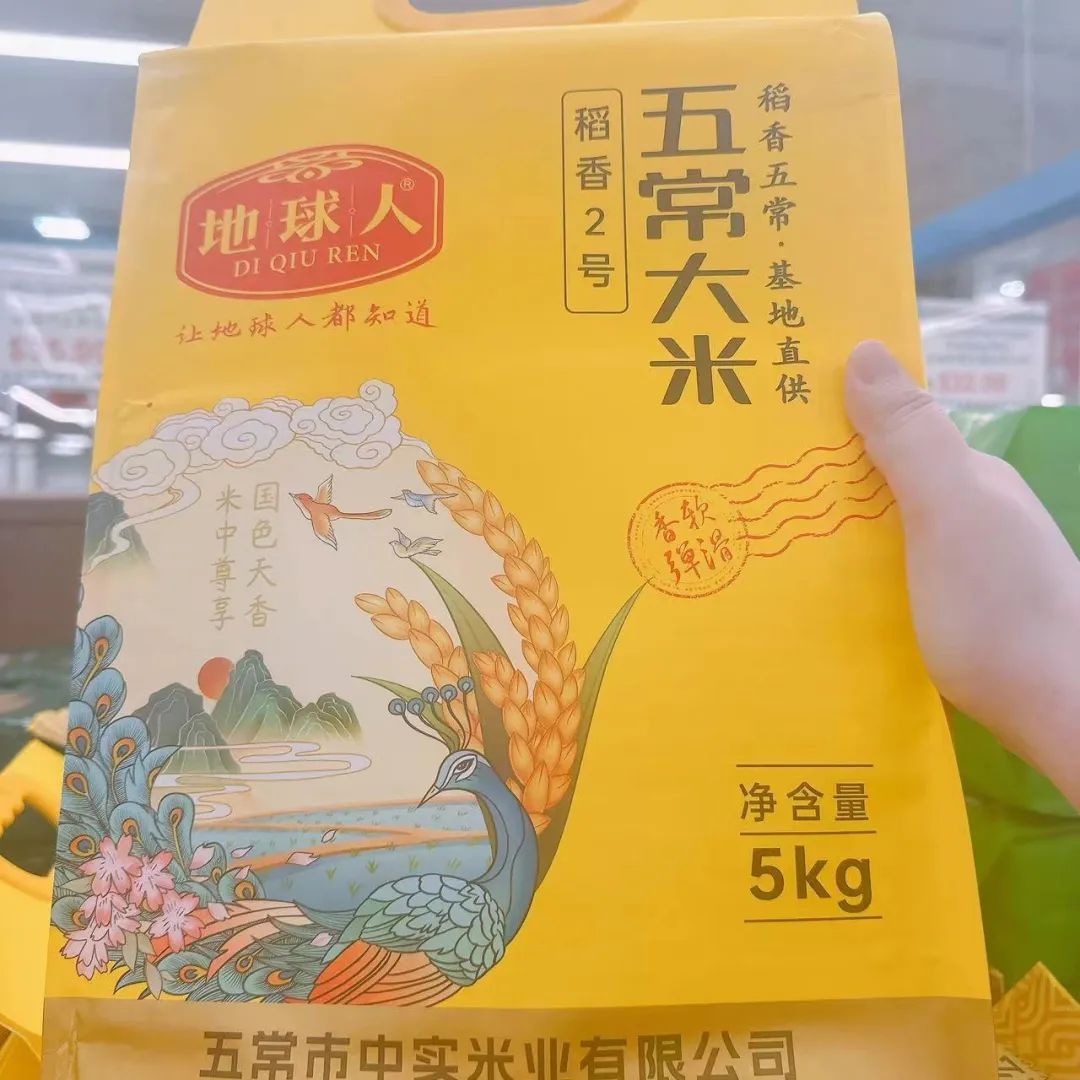 地球人®
DI QIU REN
让地球人都知道
稻香2号
五常大米
稻香五常·基地直供
国色天香
米中尊享
香软
弹滑
净含量
5kg
五常市中实米业有限公司